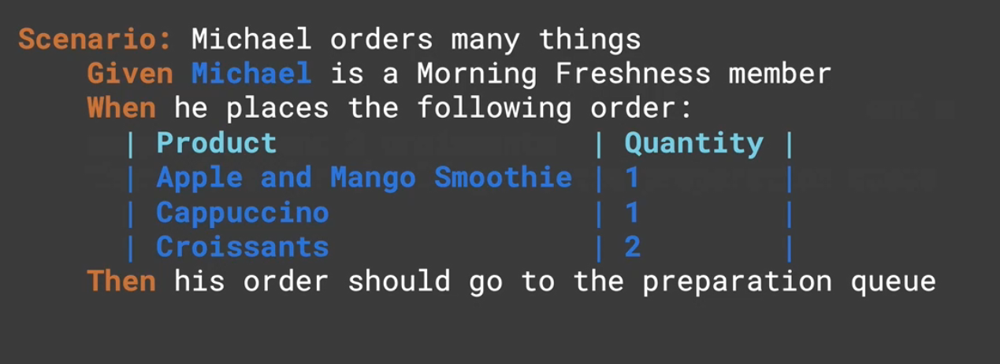 Scenario: Michael orders many things
Given Michael is a Morning Freshness member
When he places the following order:
| Product | Quantity |
| Apple and Mango Smoothie | 1 |
| Cappuccino | 1 |
| Croissants | 2 |
Then his order should go to the preparation queue